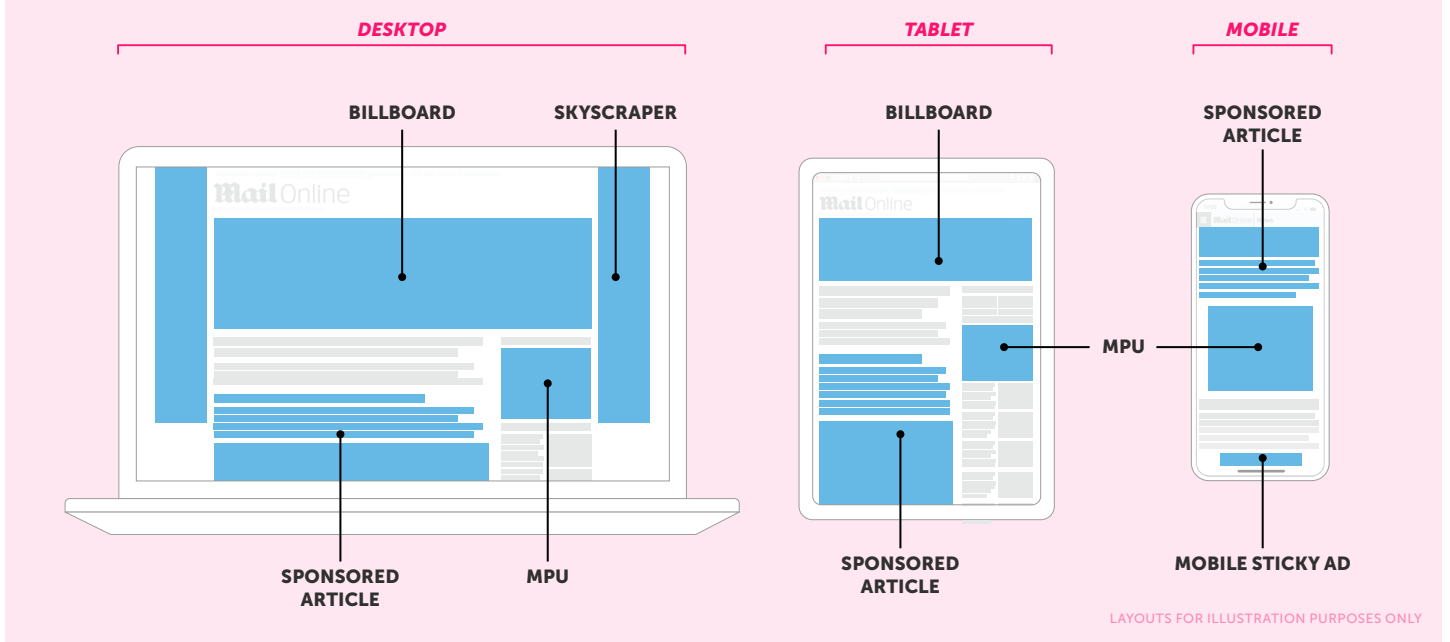 DESKTOP
TABLET
MOBILE
BILLBOARD
SKYSCRAPER
BILLBOARD
SPONSORED
ARTICLE
Mail Online
Mail Online
MailOnline
MPU
SPONSORED
ARTICLE
MPU
SPONSORED
ARTICLE
MOBILE STICKY AD
LAYOUTS FOR ILLUSTRATION PURPOSES ONLY